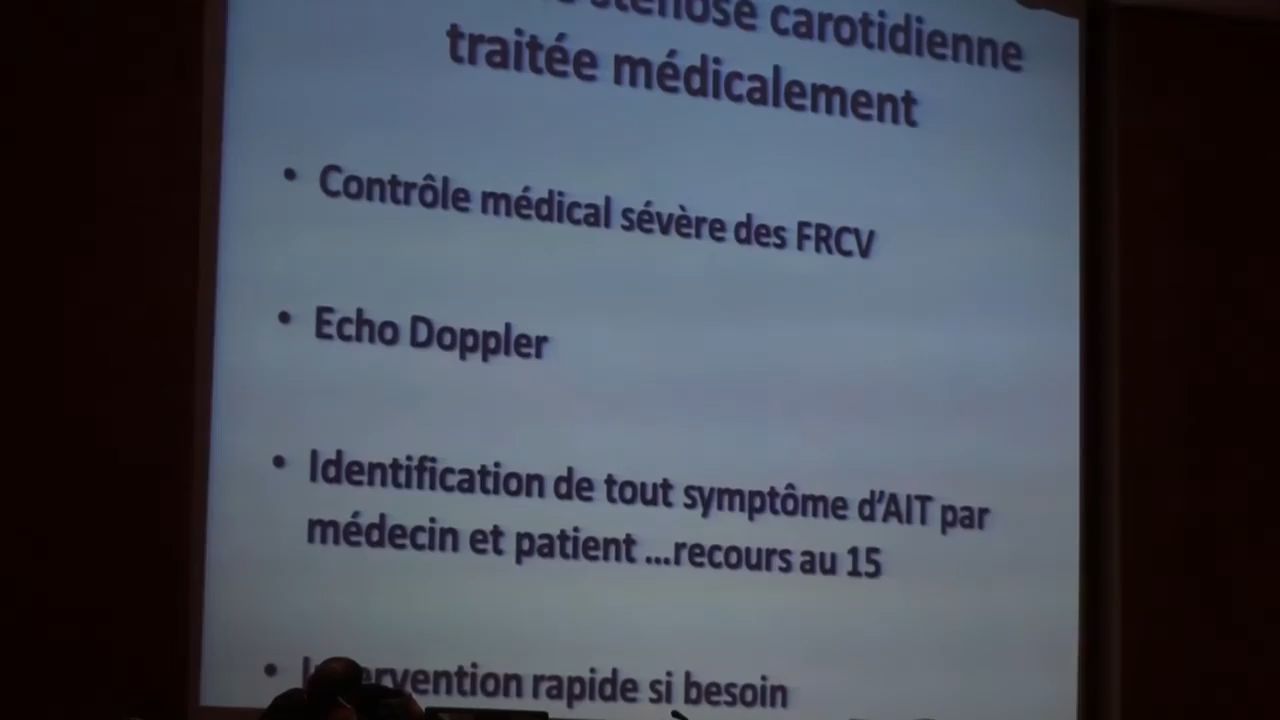 sténose carotidienne
traitée médicalement
• Contrôle médical sévère des FRCV
• Echo Doppler
• Identification de tout symptôme d'AIT par
médecin et patient ...recours au 15
• Intervention rapide si besoin